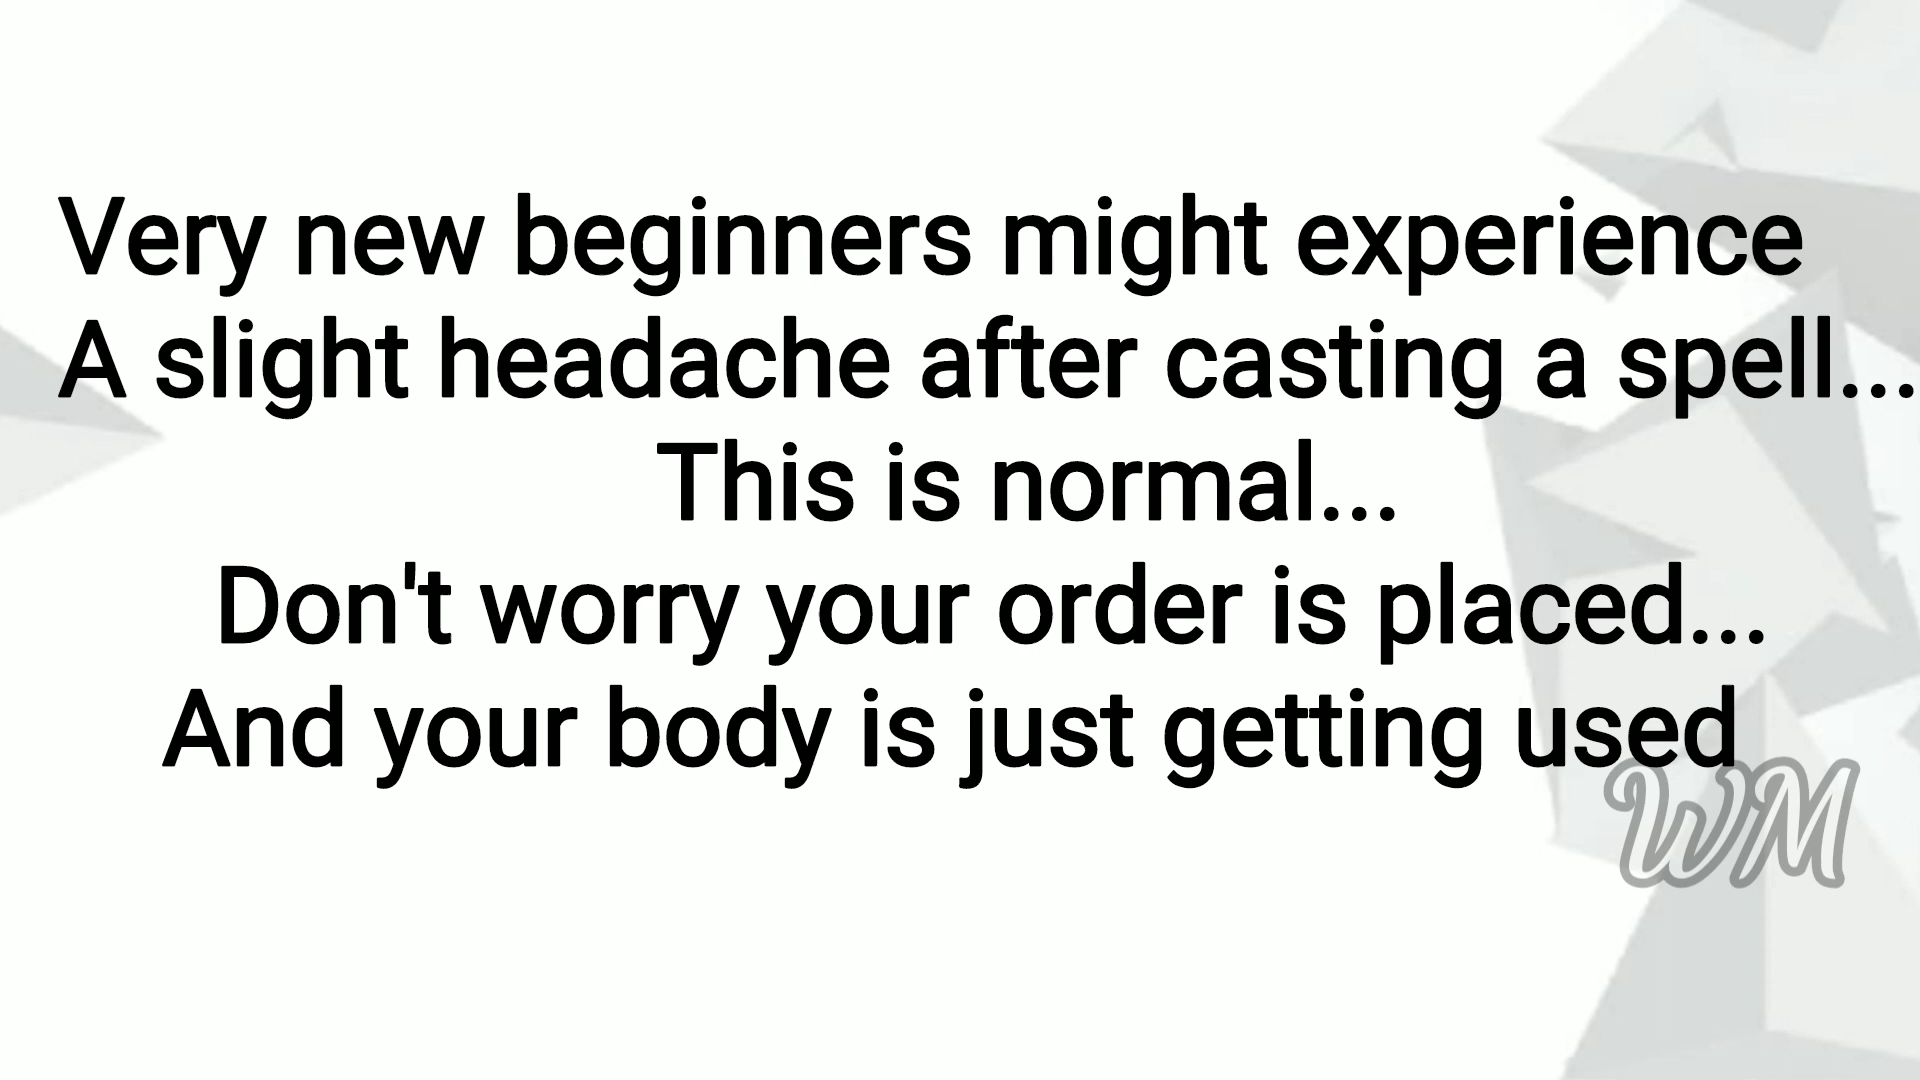 Very new beginners might experience
A slight headache after casting a spell...
This is normal...
Don't worry your order is placed...
And your body is just getting used
WM